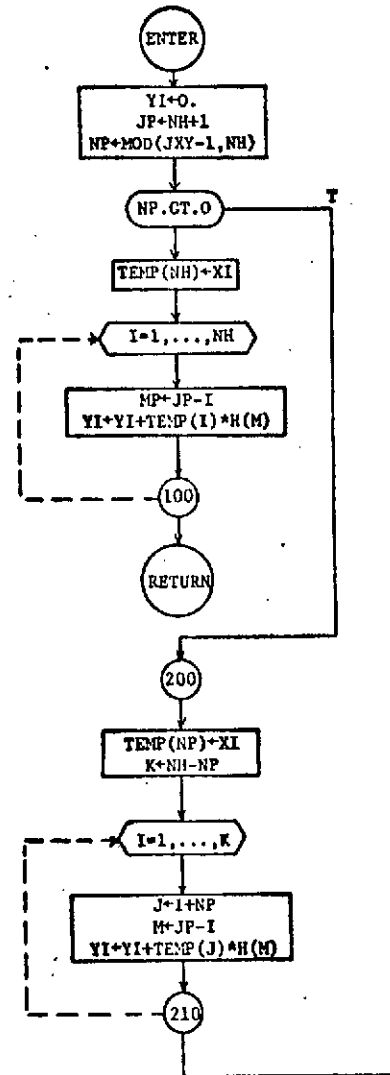 ENTER
YI←0.
JP←NH+1
NP←MOD(JXY-1,NH)
NP.GT.0
T
TEMP(NH)←XI
I=1,...,NH
MP←JP-I
YI←YI+TEMP(I)*H(M)
100
RETURN
200
TEMP(NP)←XI
K←NH-NP
I=1,...,K
J←I+NP
M←JP-I
YI←YI+TEMP(J)*H(M)
210